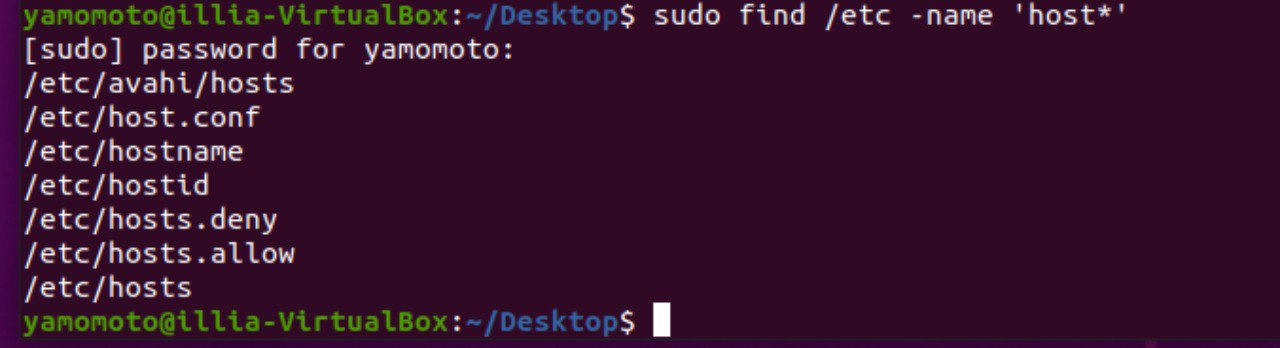 yamomoto@illia-VirtualBox:~/Desktop$ sudo find /etc -name 'host*'
[sudo] password for yamomoto:
/etc/avahi/hosts
/etc/host.conf
/etc/hostname
/etc/hostid
/etc/hosts.deny
/etc/hosts.allow
/etc/hosts
yamomoto@illia-VirtualBox:~/Desktop$